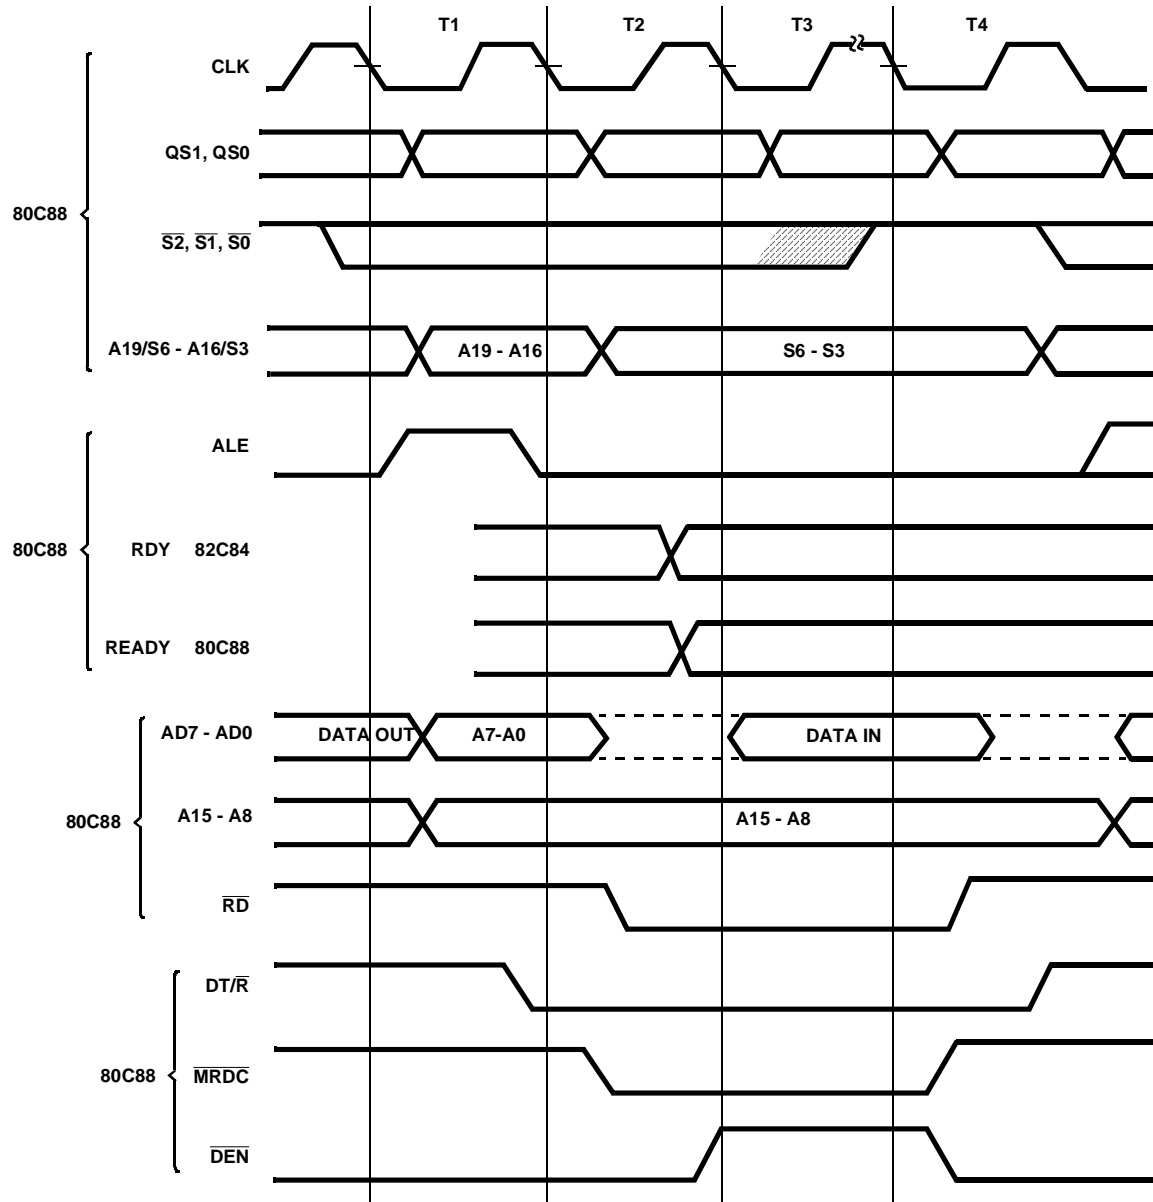 T1 T2 T3 T4
CLK
QS1, QS0
80C88
S2, S1, S0
A19/S6 - A16/S3 A19 - A16 S6 - S3
ALE
80C88 RDY 82C84
READY 80C88
AD7 - AD0 DATA OUT A7-A0 DATA IN
80C88 A15 - A8 A15 - A8
RD
DT/R
80C88 MRDC
DEN